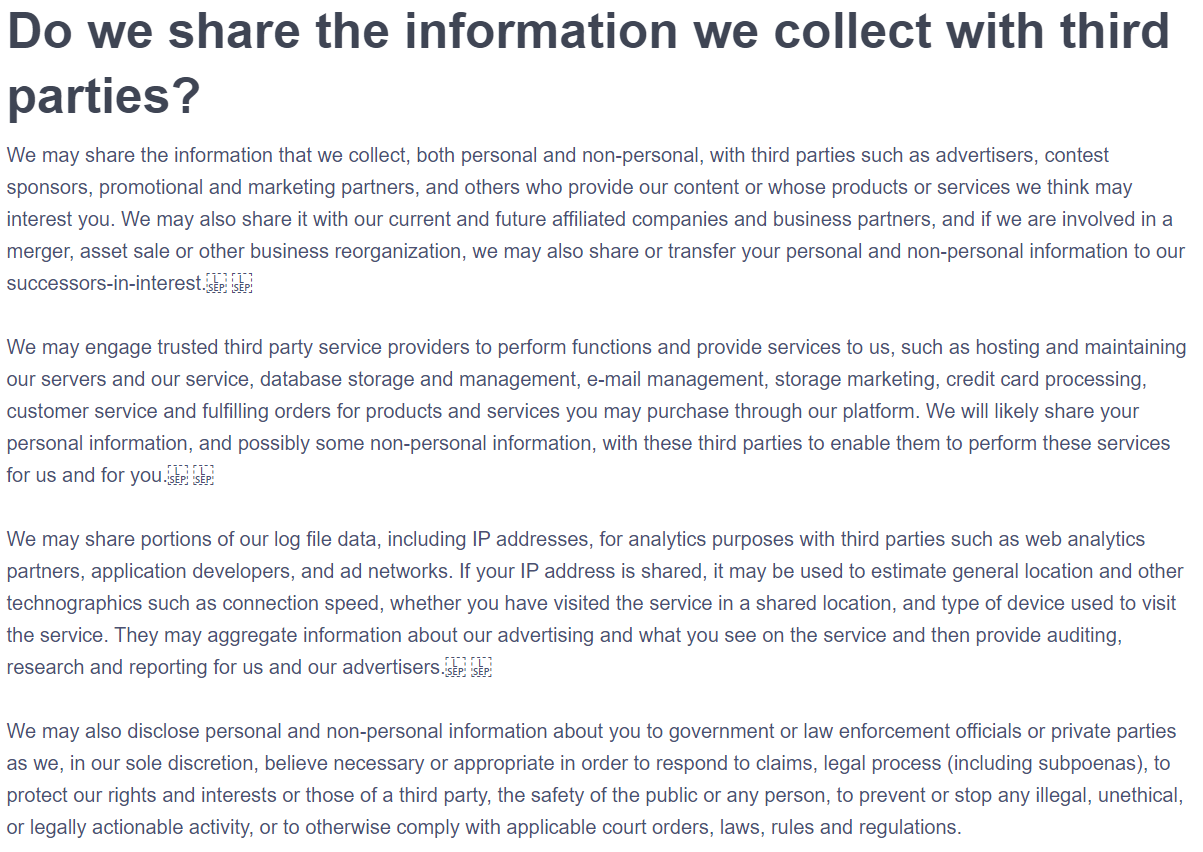 Do we share the information we collect with third
parties?
We may share the information that we collect, both personal and non-personal, with third parties such as advertisers, contest
sponsors, promotional and marketing partners, and others who provide our content or whose products or services we think may
interest you. We may also share it with our current and future affiliated companies and business partners, and if we are involved in a
merger, asset sale or other business reorganization, we may also share or transfer your personal and non-personal information to our
successors-in-interest.L SEP L SEP
We may engage trusted third party service providers to perform functions and provide services to us, such as hosting and maintaining
our servers and our service, database storage and management, e-mail management, storage marketing, credit card processing,
customer service and fulfilling orders for products and services you may purchase through our platform. We will likely share your
personal information, and possibly some non-personal information, with these third parties to enable them to perform these services
for us and for you.L SEP L SEP
We may share portions of our log file data, including IP addresses, for analytics purposes with third parties such as web analytics
partners, application developers, and ad networks. If your IP address is shared, it may be used to estimate general location and other
technographics such as connection speed, whether you have visited the service in a shared location, and type of device used to visit
the service. They may aggregate information about our advertising and what you see on the service and then provide auditing,
research and reporting for us and our advertisers.L SEP L SEP
We may also disclose personal and non-personal information about you to government or law enforcement officials or private parties
as we, in our sole discretion, believe necessary or appropriate in order to respond to claims, legal process (including subpoenas), to
protect our rights and interests or those of a third party, the safety of the public or any person, to prevent or stop any illegal, unethical,
or legally actionable activity, or to otherwise comply with applicable court orders, laws, rules and regulations.